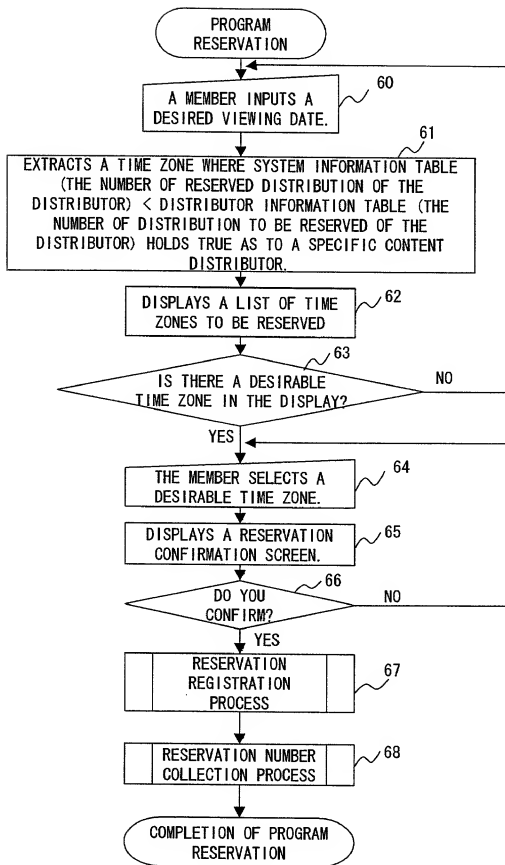 PROGRAM
RESERVATION
60
A MEMBER INPUTS A
DESIRED VIEWING DATE.
61
EXTRACTS A TIME ZONE WHERE SYSTEM INFORMATION TABLE
(THE NUMBER OF RESERVED DISTRIBUTION OF THE
DISTRIBUTOR) < DISTRIBUTOR INFORMATION TABLE (THE
NUMBER OF DISTRIBUTION TO BE RESERVED OF THE
DISTRIBUTOR) HOLDS TRUE AS TO A SPECIFIC CONTENT
DISTRIBUTOR.
62
DISPLAYS A LIST OF TIME
ZONES TO BE RESERVED
63
IS THERE A DESIRABLE
TIME ZONE IN THE DISPLAY?
NO
YES
64
THE MEMBER SELECTS A
DESIRABLE TIME ZONE.
65
DISPLAYS A RESERVATION
CONFIRMATION SCREEN.
66
DO YOU
CONFIRM?
NO
YES
RESERVATION
REGISTRATION
PROCESS
67
RESERVATION NUMBER
COLLECTION PROCESS
68
COMPLETION OF PROGRAM
RESERVATION